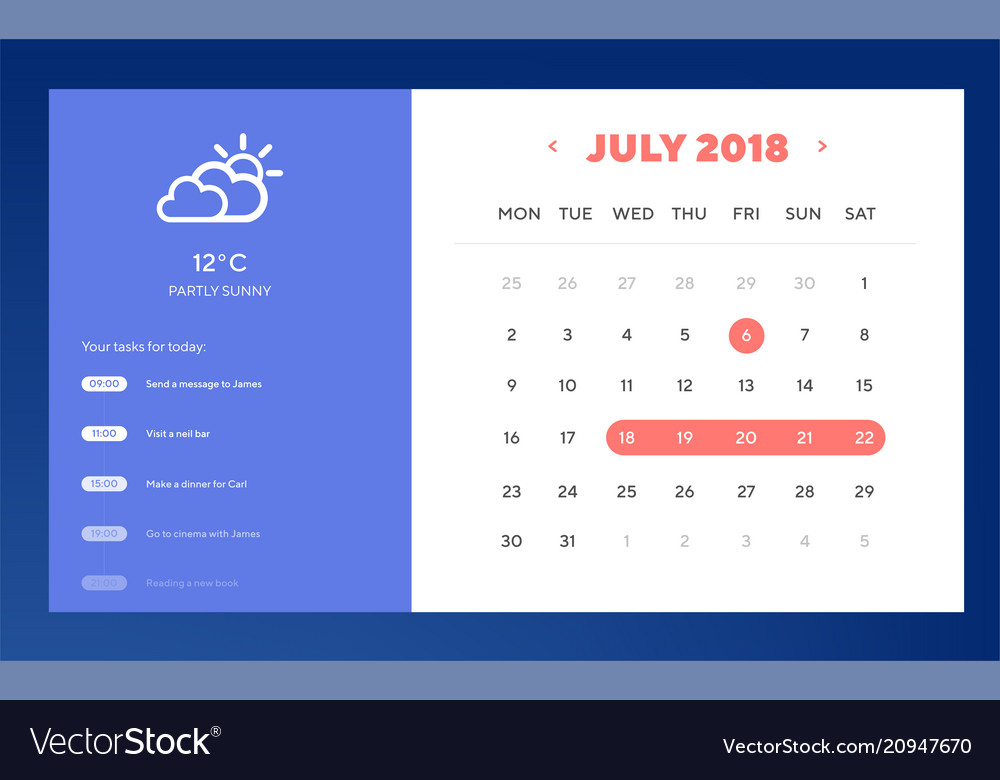 12°C
PARTLY SUNNY
Your tasks for today:
09:00 Send a message to James
11:00 Visit a neil bar
15:00 Make a dinner for Carl
19:00 Go to cinema with James
21:00 Reading a new book
< JULY 2018 >
MON TUE WED THU FRI SUN SAT
25 26 27 28 29 30 1
2 3 4 5 6 7 8
9 10 11 12 13 14 15
16 17 18 19 20 21 22
23 24 25 26 27 28 29
30 31 1 2 3 4 5
VectorStock®
VectorStock.com/20947670